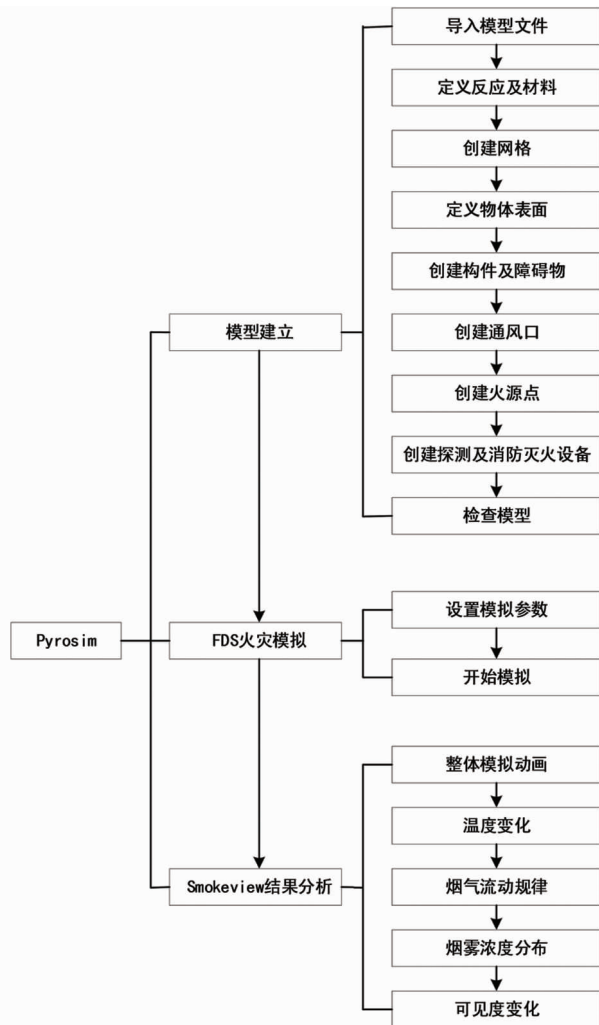 导入模型文件
定义反应及材料
创建网格
定义物体表面
创建构件及障碍物
模型建立
创建通风口
创建火源点
创建探测及消防灭火设备
检查模型
设置模拟参数
Pyrosim
FDS火灾模拟
开始模拟
整体模拟动画
温度变化
Smokeview结果分析
烟气流动规律
烟雾浓度分布
可见度变化